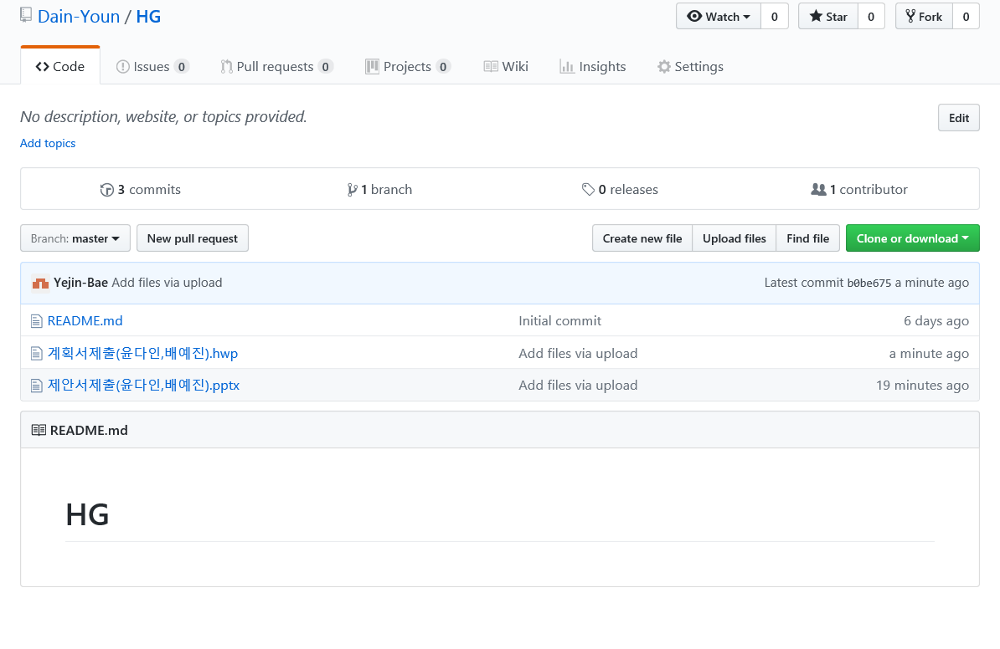 Dain-Youn / HG Watch 0 Star 0 Fork 0
Code Issues 0 Pull requests 0 Projects 0 Wiki Insights Settings
No description, website, or topics provided. Edit
Add topics
3 commits 1 branch 0 releases 1 contributor
Branch: master New pull request Create new file Upload files Find file Clone or download
Yejin-Bae Add files via upload Latest commit b0be675 a minute ago
README.md Initial commit 6 days ago
계획서제출(윤다인,배예진).hwp Add files via upload a minute ago
제안서제출(윤다인,배예진).pptx Add files via upload 19 minutes ago
README.md
HG